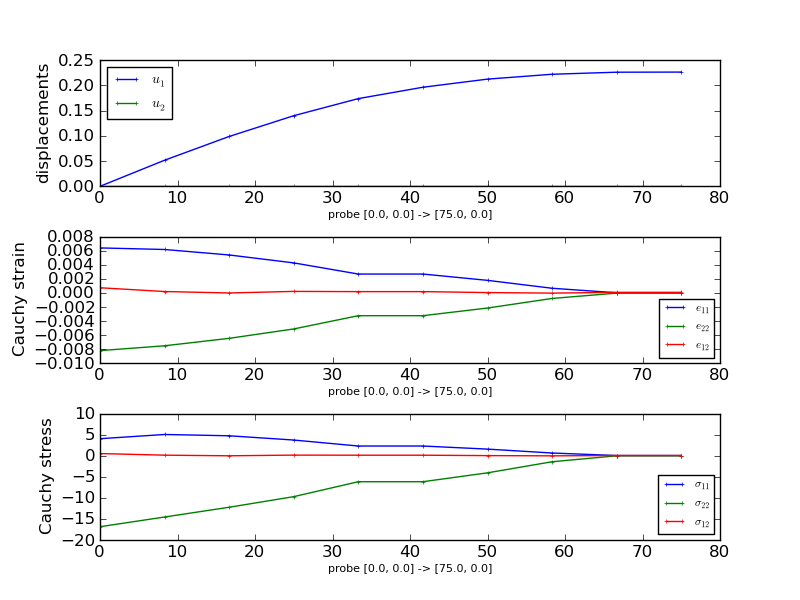 displacements
0.25
0.20
0.15
0.10
0.05
0.00
u₁
u₂
0 10 20 30 40 50 60 70 80
probe [0.0, 0.0] -> [75.0, 0.0]
Cauchy strain
0.008
0.006
0.004
0.002
0.000
−0.002
−0.004
−0.006
−0.008
−0.010
e₁₁
e₂₂
e₁₂
0 10 20 30 40 50 60 70 80
probe [0.0, 0.0] -> [75.0, 0.0]
Cauchy stress
10
5
0
−5
−10
−15
−20
σ₁₁
σ₂₂
σ₁₂
0 10 20 30 40 50 60 70 80
probe [0.0, 0.0] -> [75.0, 0.0]